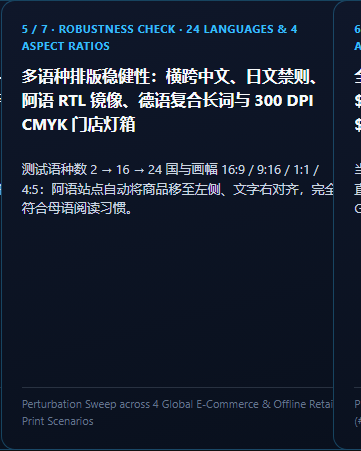 5 / 7 · ROBUSTNESS CHECK · 24 LANGUAGES & 4
ASPECT RATIOS
多语种排版稳健性：横跨中文、日文禁则、
阿语 RTL 镜像、德语复合长词与 300 DPI
CMYK 门店灯箱
测试语种数 2 → 16 → 24 国与画幅 16:9 / 9:16 / 1:1 /
4:5：阿语站点自动将商品移至左侧、文字右对齐，完全
符合母语阅读习惯。
Perturbation Sweep across 4 Global E-Commerce & Offline Retai
Print Scenarios